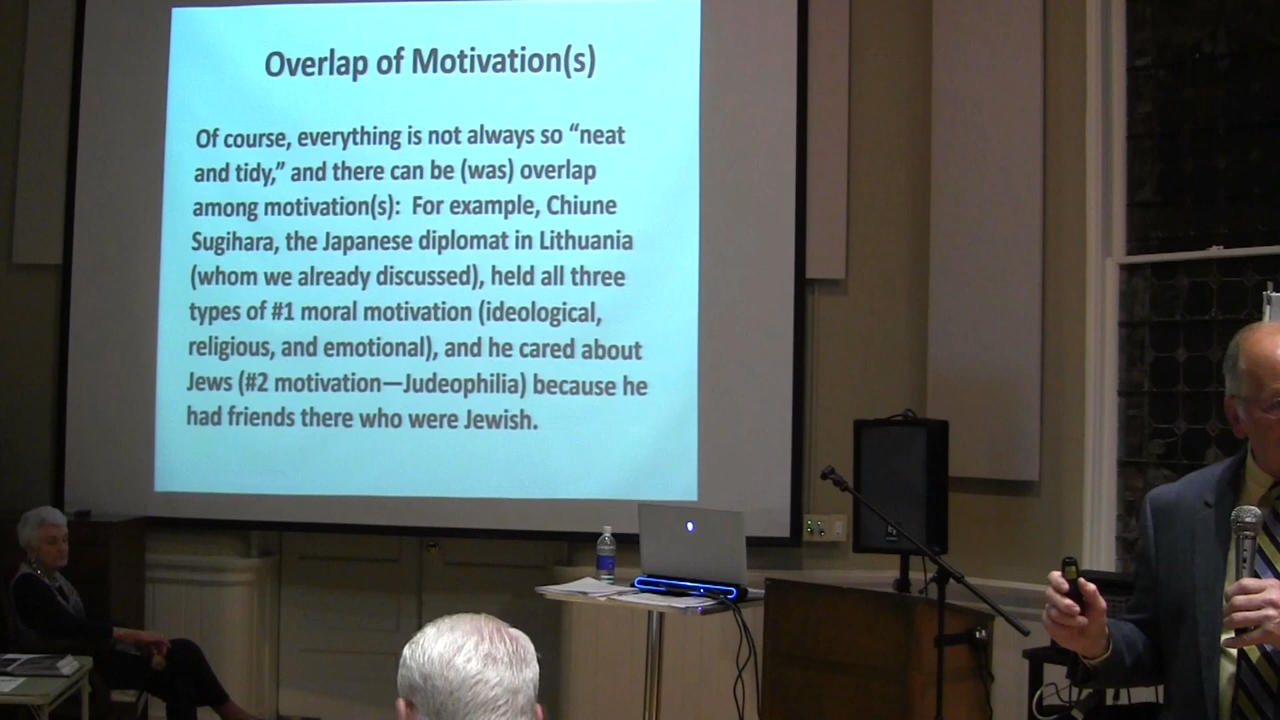 Overlap of Motivation(s)
Of course, everything is not always so “neat
and tidy,” and there can be (was) overlap
among motivation(s):  For example, Chiune
Sugihara, the Japanese diplomat in Lithuania
(whom we already discussed), held all three
types of #1 moral motivation (ideological,
religious, and emotional), and he cared about
Jews (#2 motivation—Judeophilia) because he
had friends there who were Jewish.